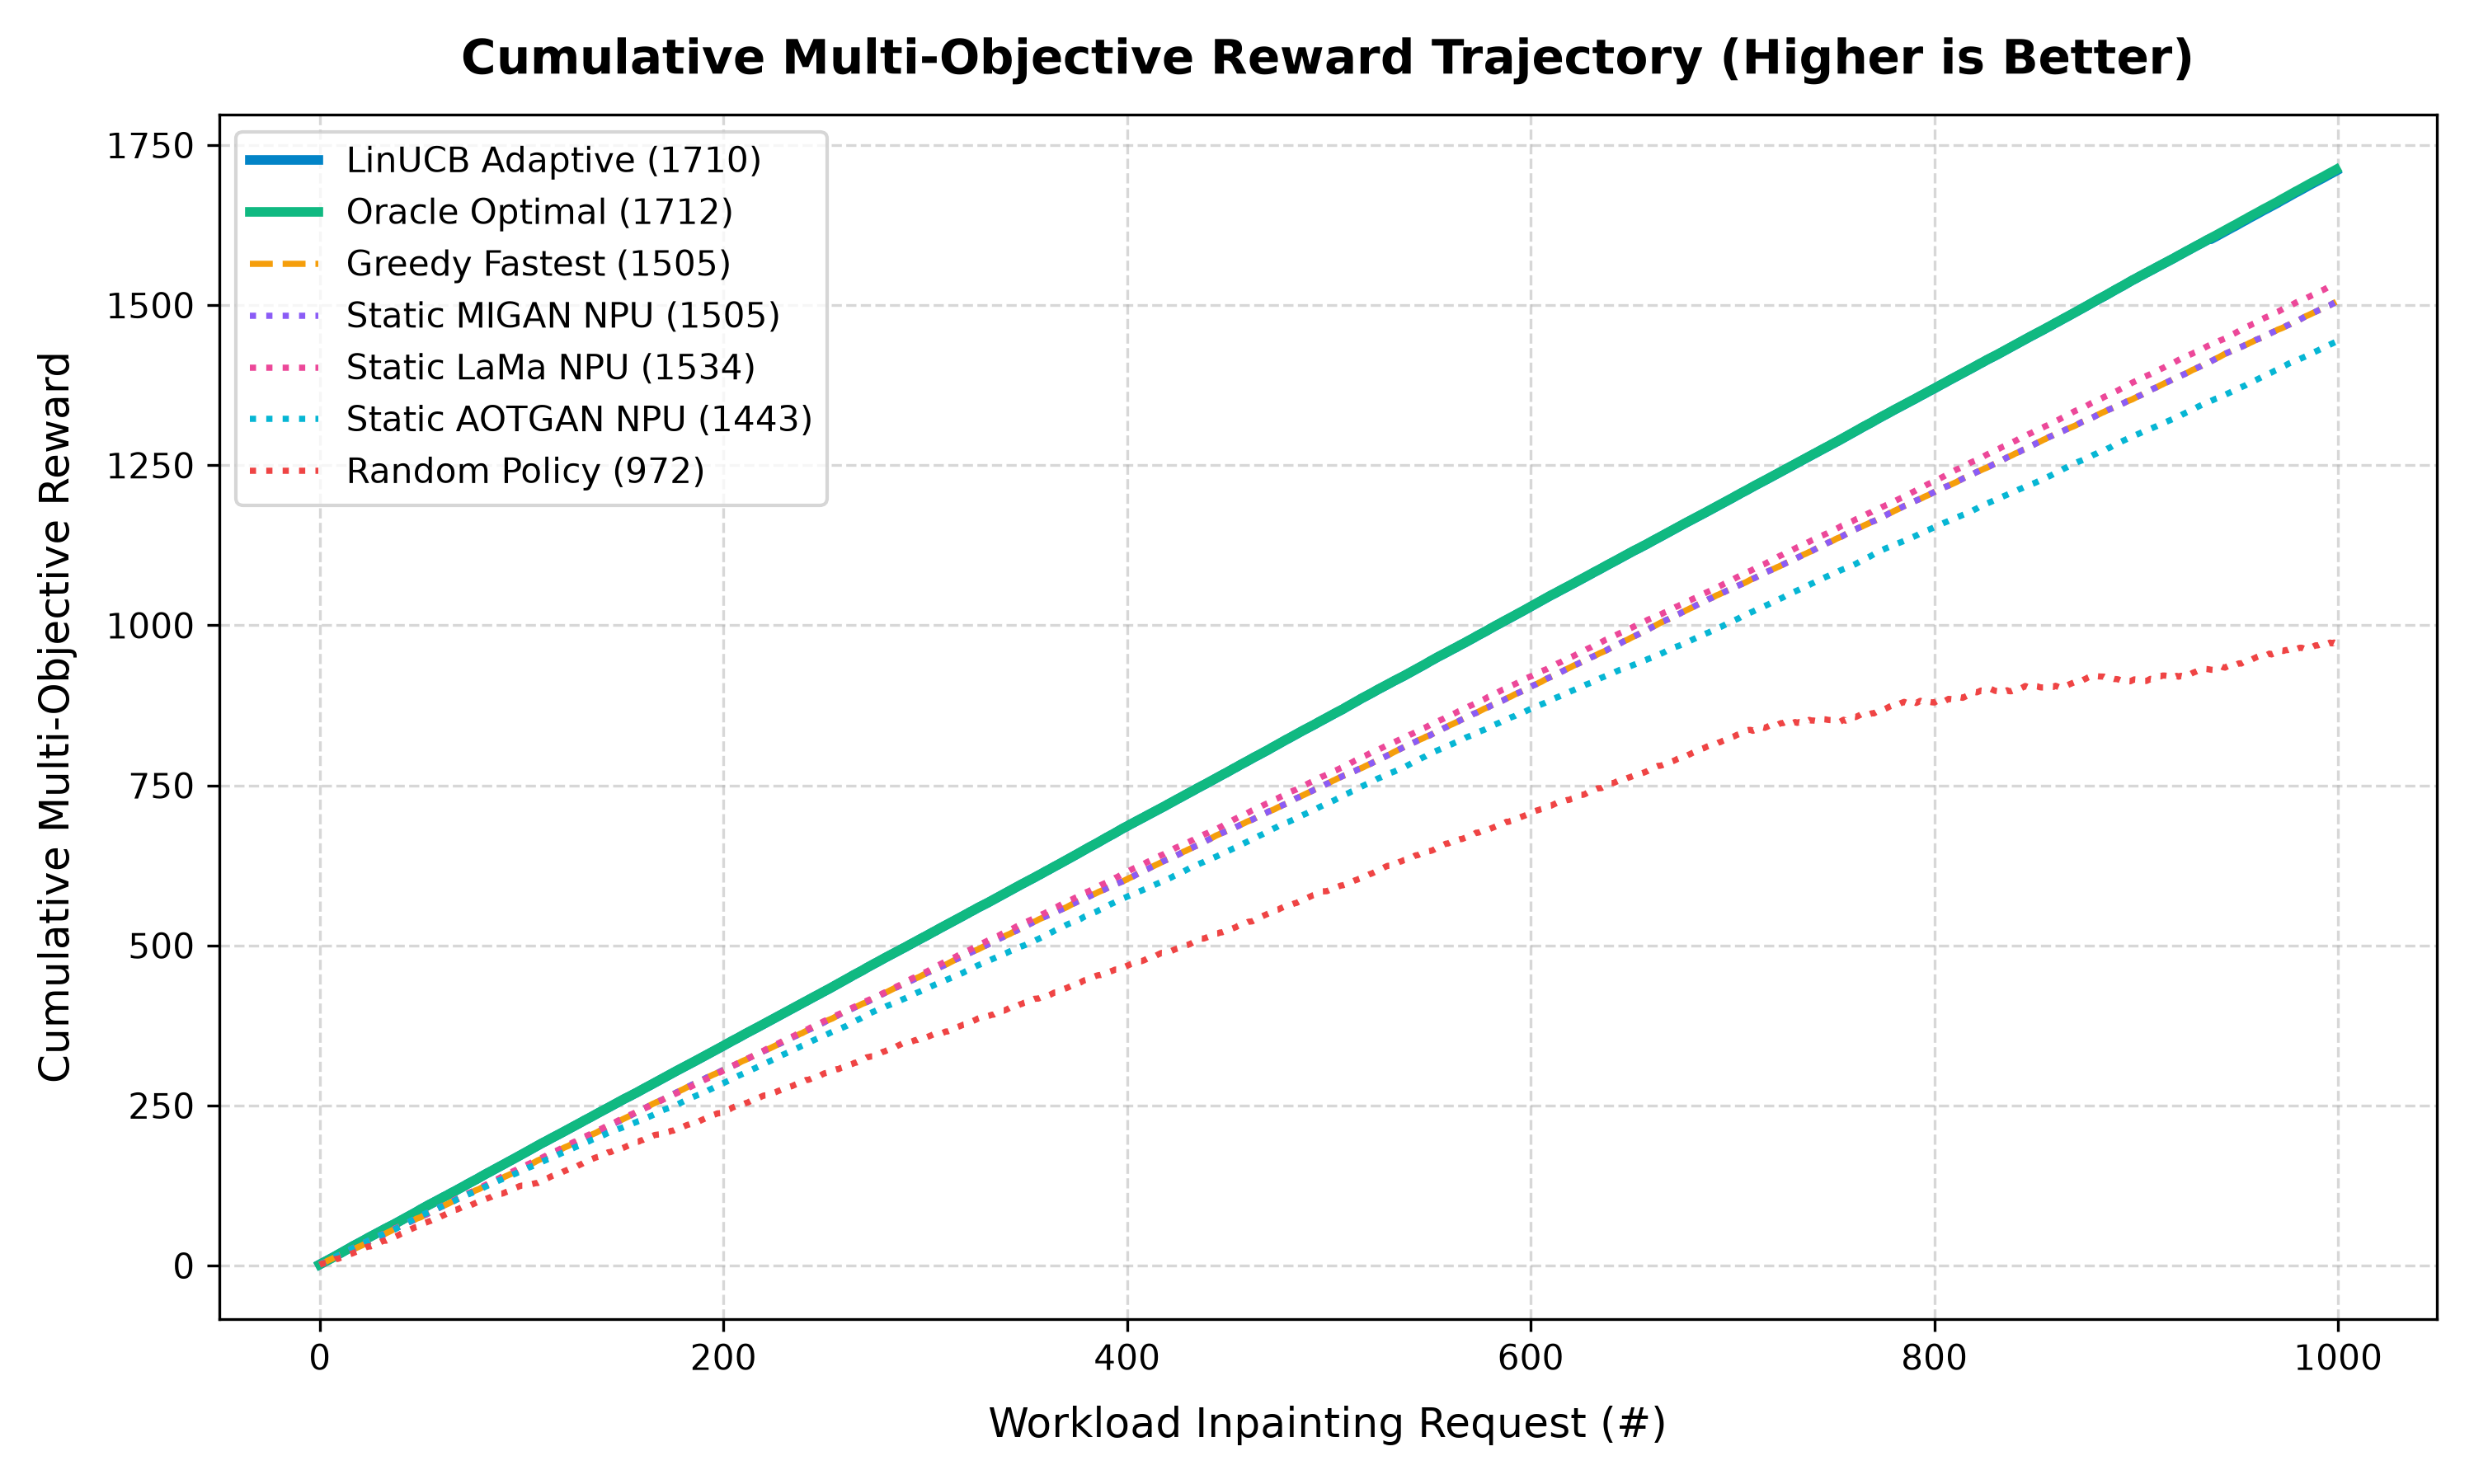 Cumulative Multi-Objective Reward Trajectory (Higher is Better)
1750
1500
1250
1000
750
500
250
0
Cumulative Multi-Objective Reward
LinUCB Adaptive (1710)
Oracle Optimal (1712)
Greedy Fastest (1505)
Static MIGAN NPU (1505)
Static LaMa NPU (1534)
Static AOTGAN NPU (1443)
Random Policy (972)
0 200 400 600 800 1000
Workload Inpainting Request (#)